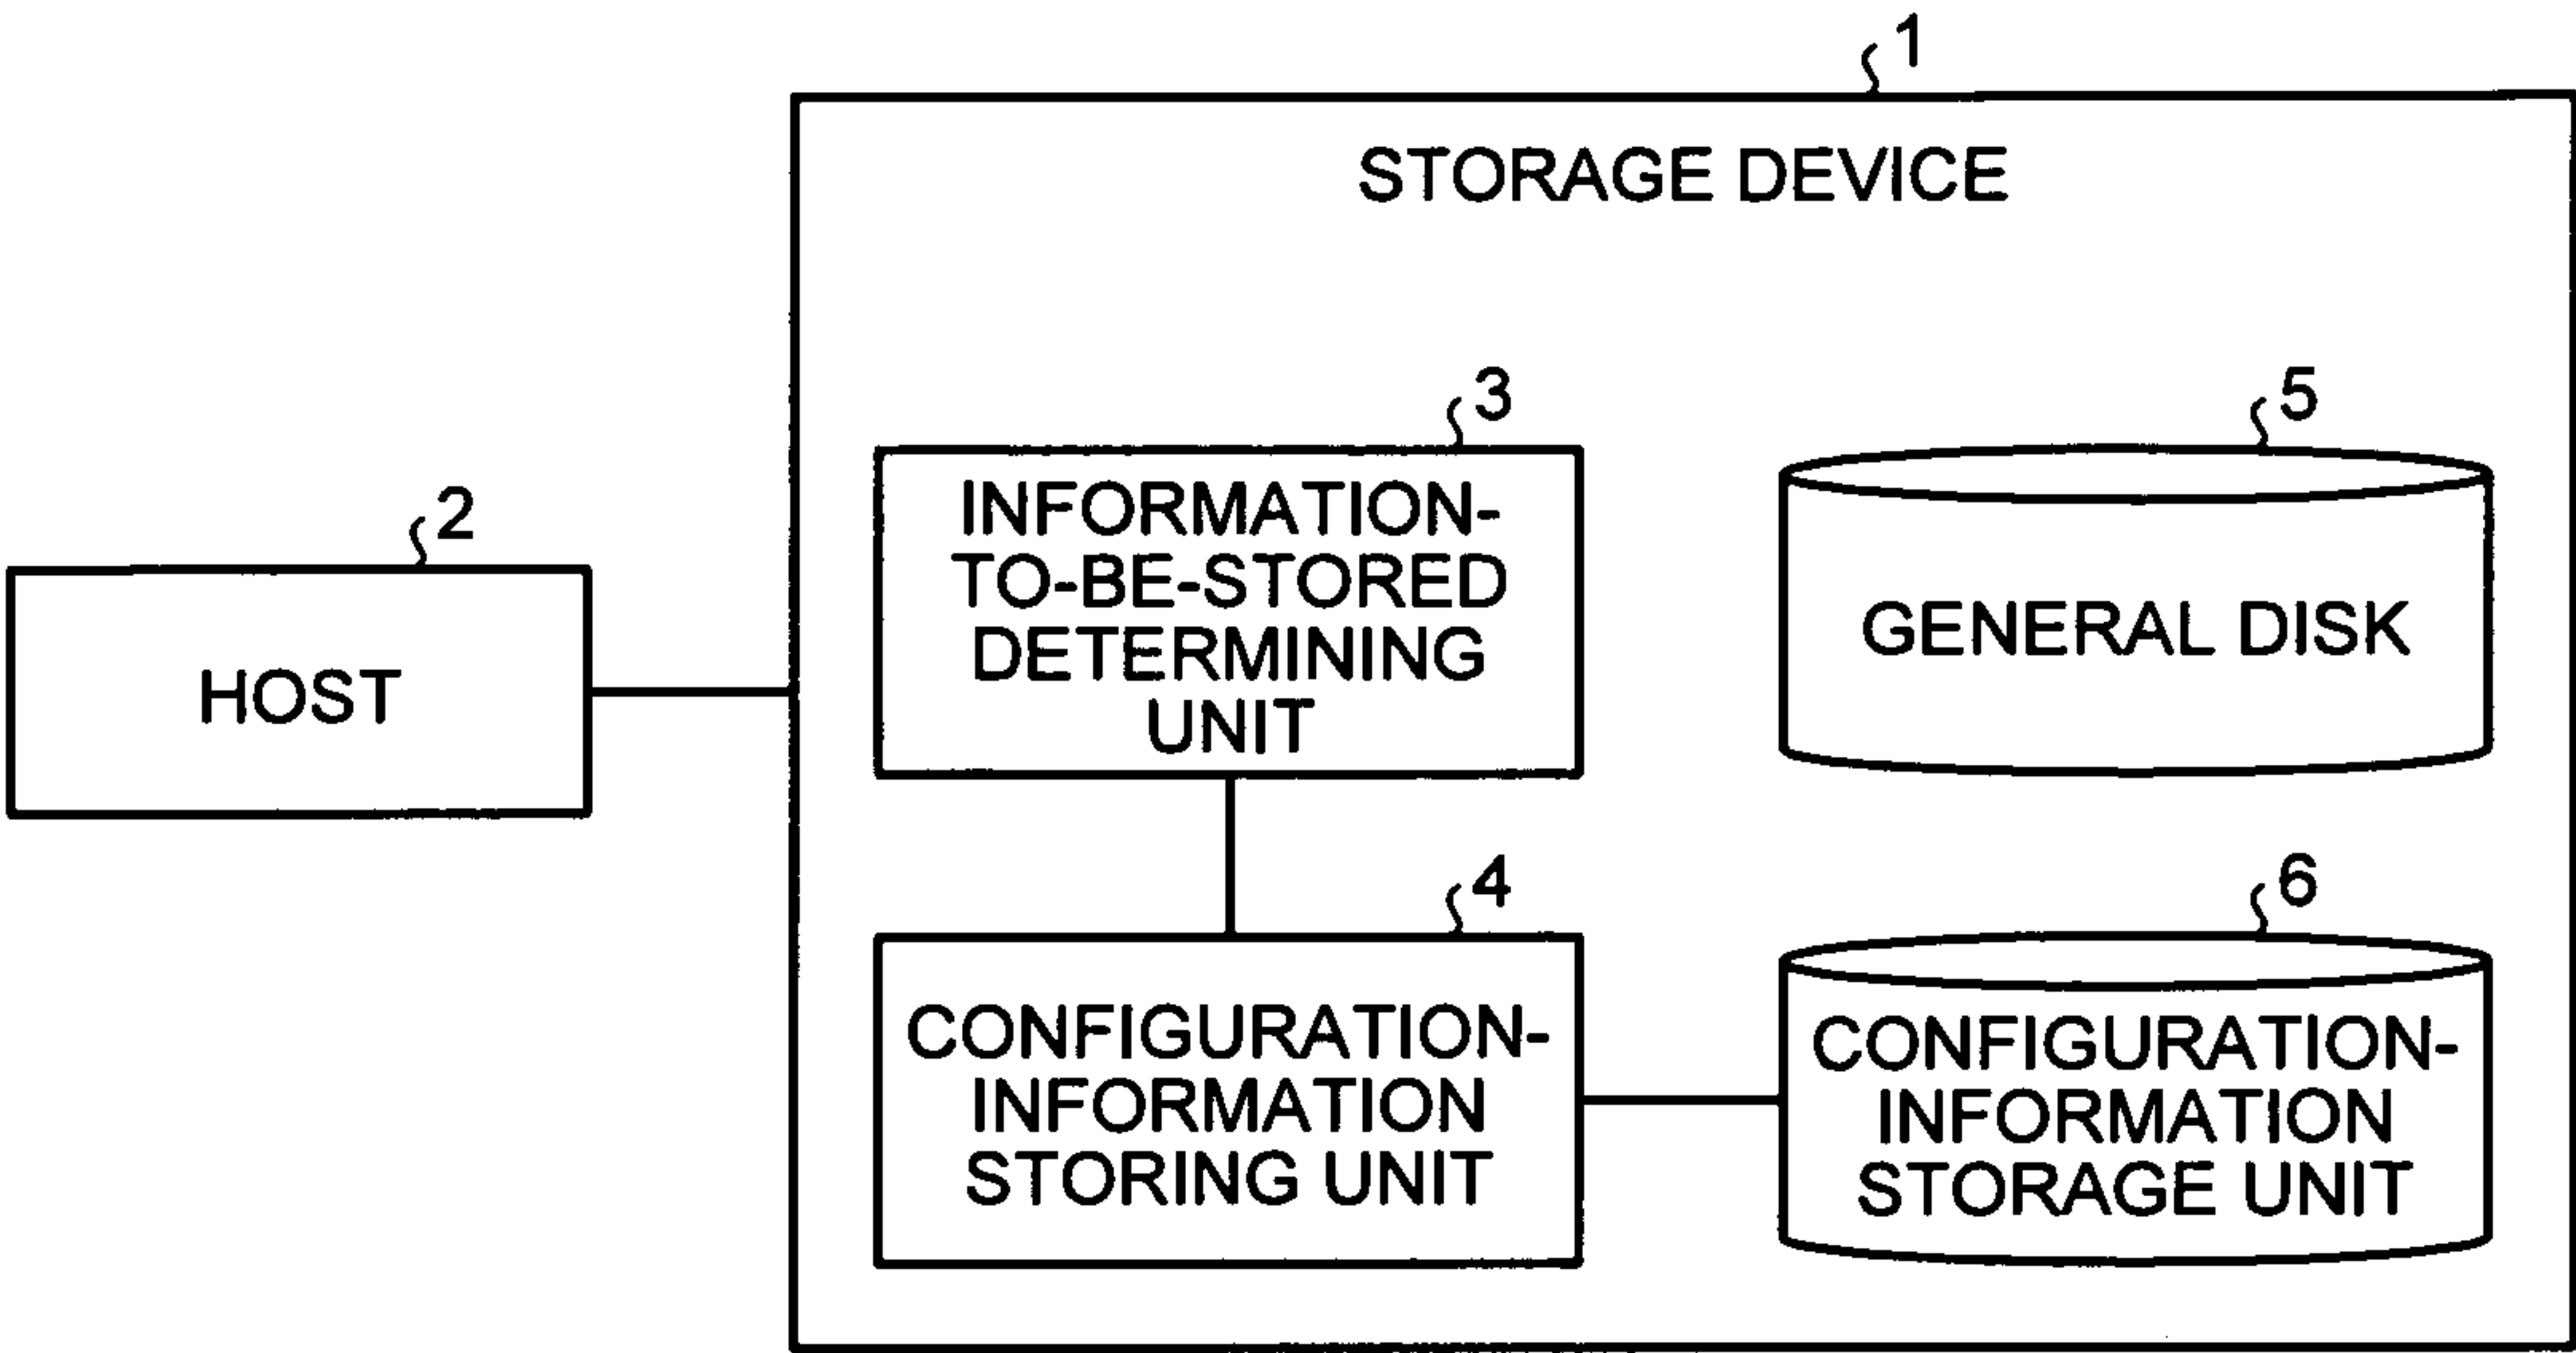 1
STORAGE DEVICE
2
HOST
3
INFORMATION-
TO-BE-STORED
DETERMINING
UNIT
5
GENERAL DISK
4
CONFIGURATION-
INFORMATION
STORING UNIT
6
CONFIGURATION-
INFORMATION
STORAGE UNIT